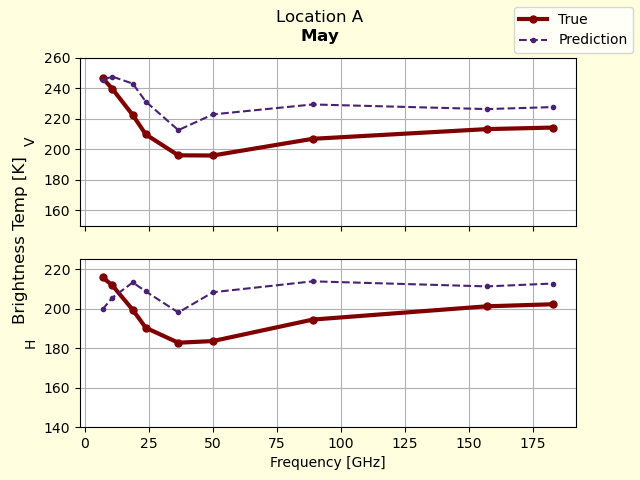 Location A
May
True
Prediction
Brightness Temp [K]
V
260
240
220
200
180
160
H
220
200
180
160
140
0 25 50 75 100 125 150 175
Frequency [GHz]